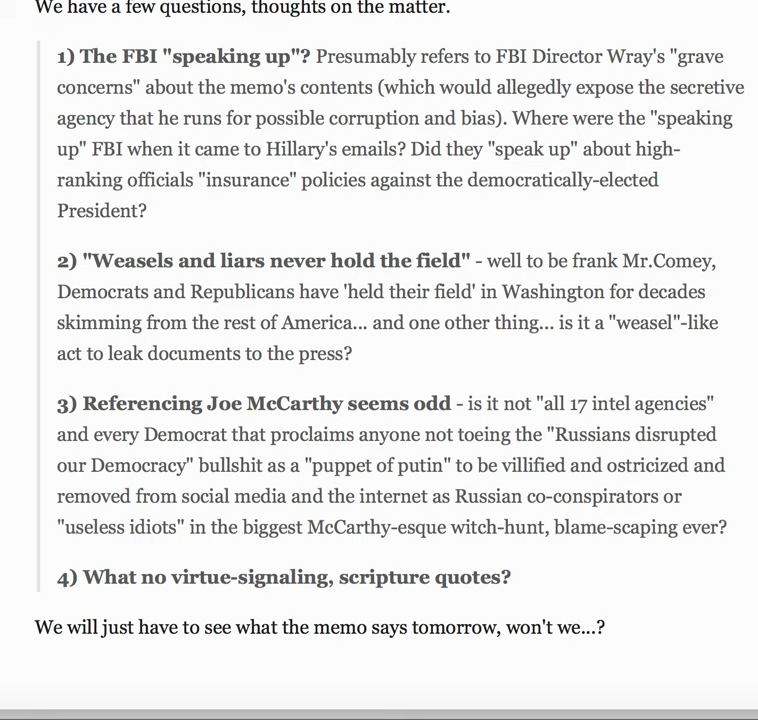 We have a few questions, thoughts on the matter.
1) The FBI "speaking up"? Presumably refers to FBI Director Wray's "grave
concerns" about the memo's contents (which would allegedly expose the secretive
agency that he runs for possible corruption and bias). Where were the "speaking
up" FBI when it came to Hillary's emails? Did they "speak up" about high-
ranking officials "insurance" policies against the democratically-elected
President?
2) "Weasels and liars never hold the field" - well to be frank Mr.Comey,
Democrats and Republicans have 'held their field' in Washington for decades
skimming from the rest of America... and one other thing... is it a "weasel"-like
act to leak documents to the press?
3) Referencing Joe McCarthy seems odd - is it not "all 17 intel agencies"
and every Democrat that proclaims anyone not toeing the "Russians disrupted
our Democracy" bullshit as a "puppet of putin" to be villified and ostricized and
removed from social media and the internet as Russian co-conspirators or
"useless idiots" in the biggest McCarthy-esque witch-hunt, blame-scaping ever?
4) What no virtue-signaling, scripture quotes?
We will just have to see what the memo says tomorrow, won't we...?